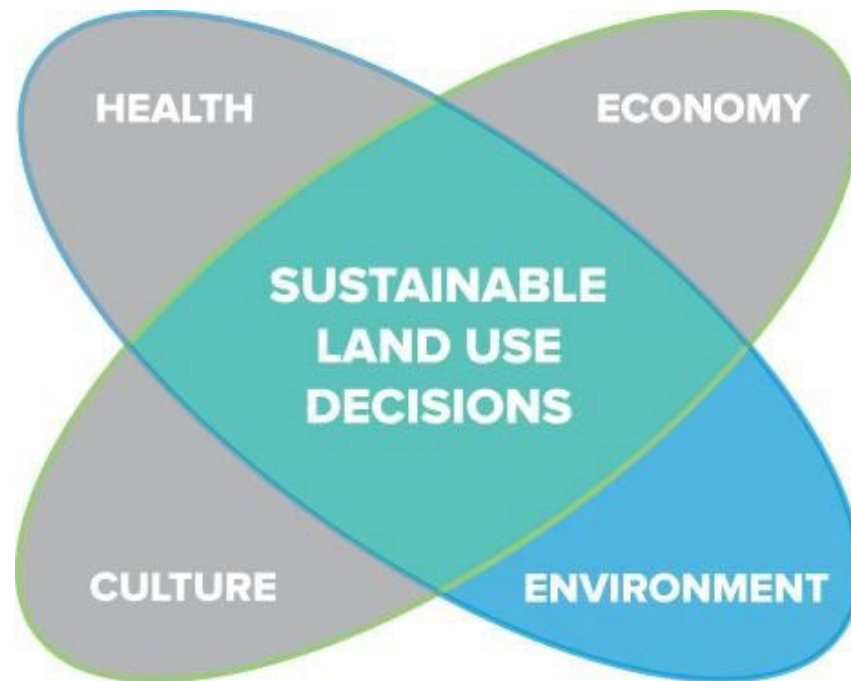 HEALTH
ECONOMY
SUSTAINABLE
LAND USE
DECISIONS
CULTURE
ENVIRONMENT